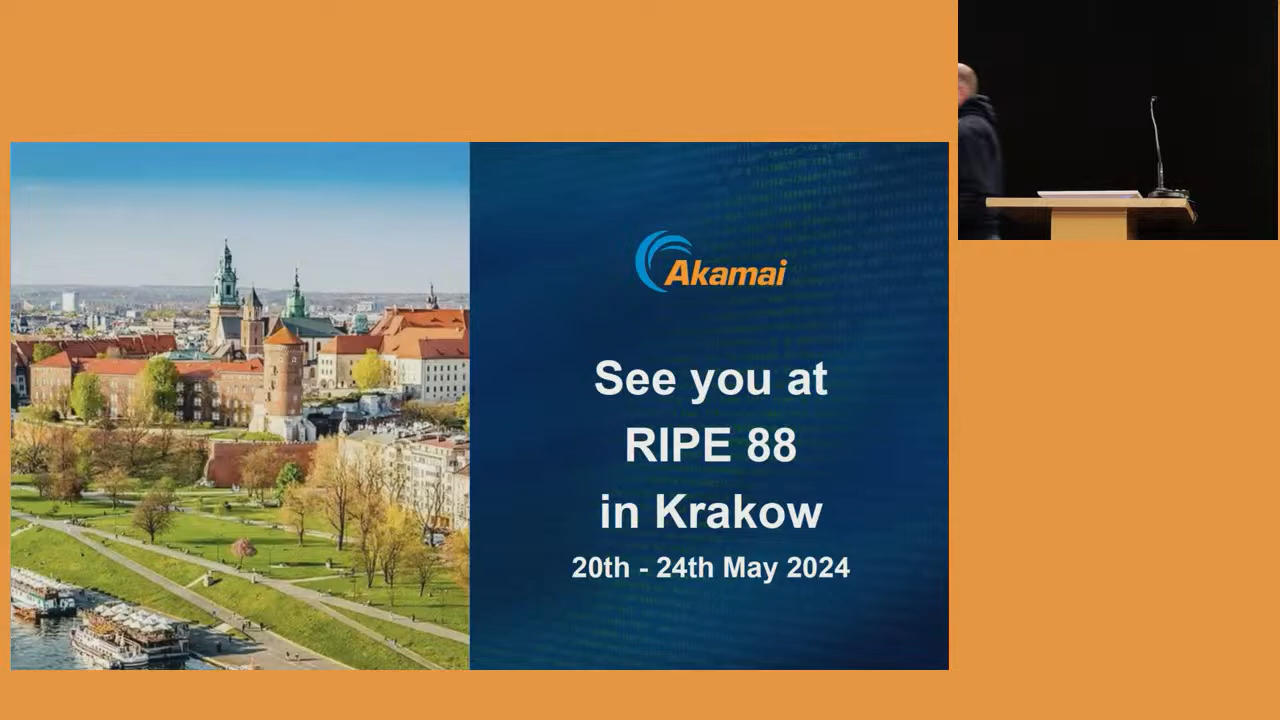 Akamai
See you at
RIPE 88
in Krakow
20th - 24th May 2024